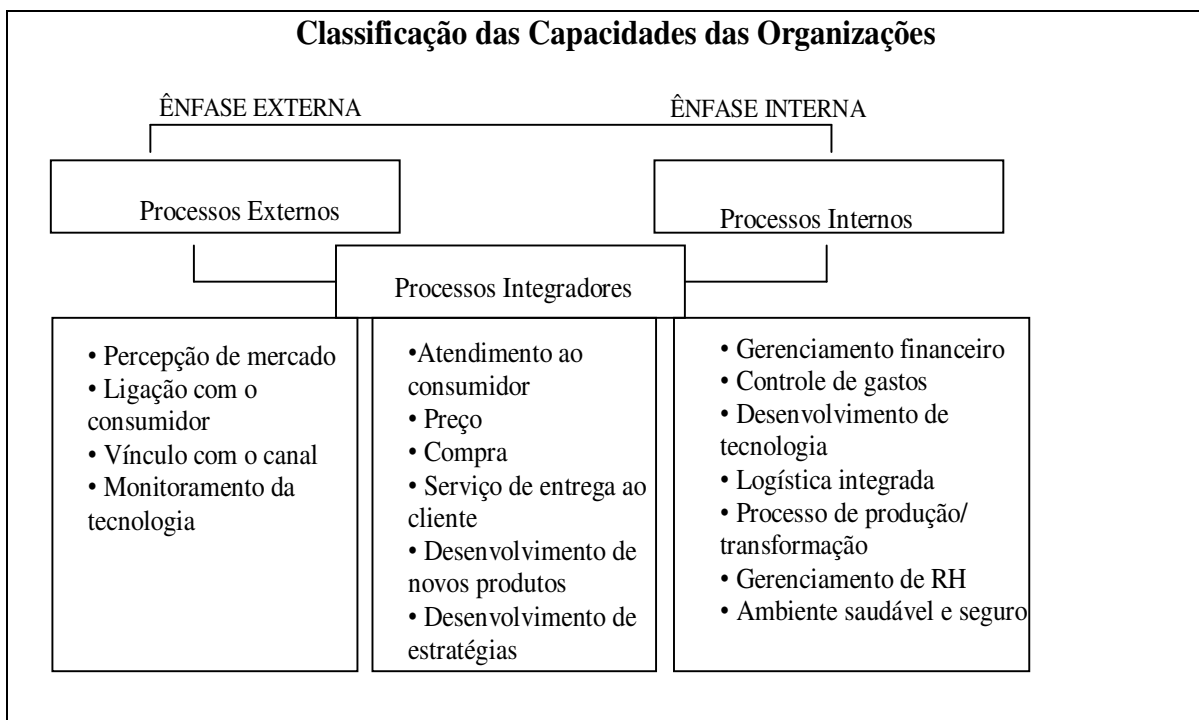 Classificação das Capacidades das Organizações
ÊNFASE EXTERNA
ÊNFASE INTERNA
Processos Externos
Processos Internos
Processos Integradores
• Percepção de mercado
• Ligação com o
consumidor
• Vínculo com o canal
• Monitoramento da
tecnologia
•Atendimento ao
consumidor
• Preço
• Compra
• Serviço de entrega ao
cliente
• Desenvolvimento de
novos produtos
• Desenvolvimento de
estratégias
• Gerenciamento financeiro
• Controle de gastos
• Desenvolvimento de
tecnologia
• Logística integrada
• Processo de produção/
transformação
• Gerenciamento de RH
• Ambiente saudável e seguro